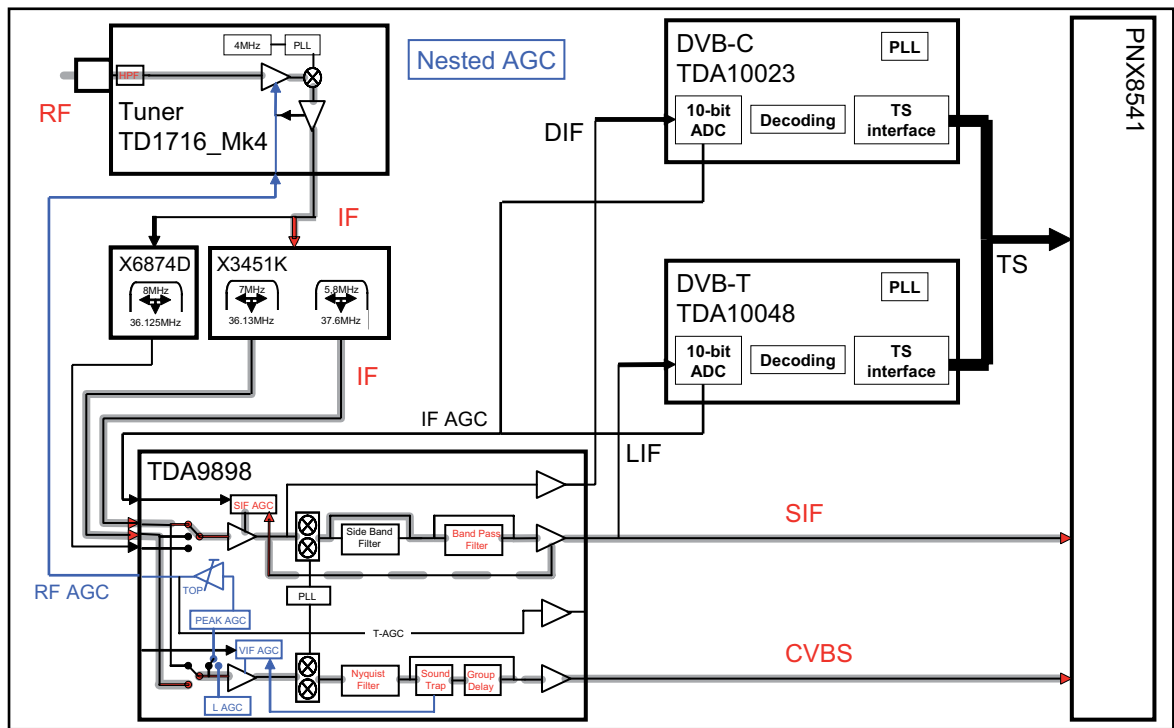 4MHz
PLL
Nested AGC
HPF
RF
Tuner
TD1716_Mk4
DVB-C
TDA10023
PLL
10-bit
ADC
Decoding
TS
interface
PNX8541
DIF
IF
X6874D
8MHz
36.125MHz
X3451K
7MHz
36.13MHz
5.8MHz
37.6MHz
TS
DVB-T
TDA10048
PLL
10-bit
ADC
Decoding
TS
interface
IF
IF AGC
LIF
TDA9898
SIF AGC
Side Band
Filter
Band Pass
Filter
SIF
RF AGC
TOP
PEAK AGC
PLL
T-AGC
VIF AGC
L AGC
Nyquist
Filter
Sound
Trap
Group
Delay
CVBS